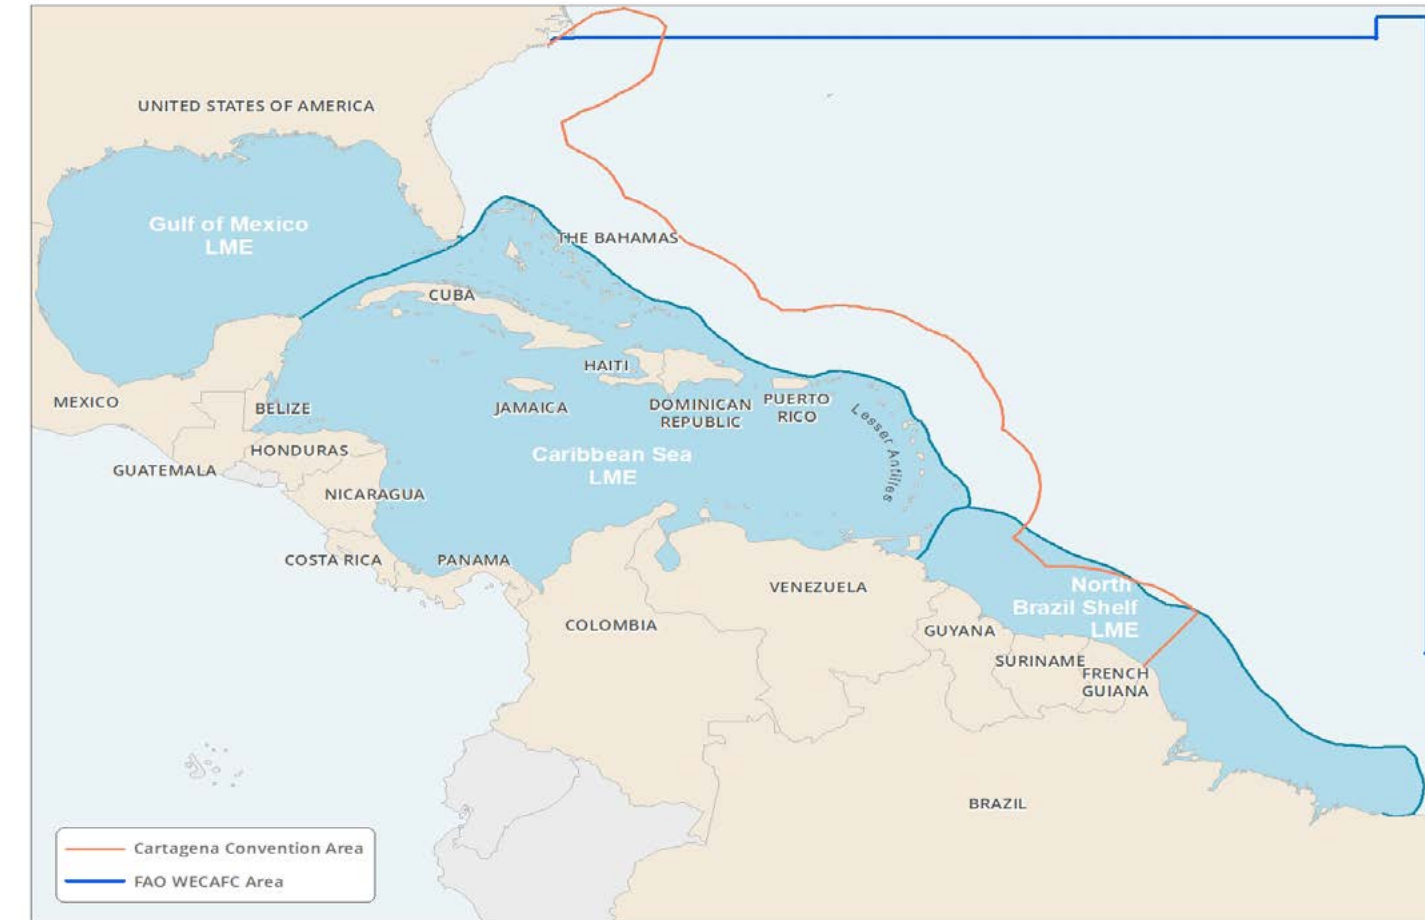 UNITED STATES OF AMERICA
Gulf of Mexico
LME
THE BAHAMAS
CUBA
HAITI
MEXICO
BELIZE
JAMAICA
DOMINICAN
REPUBLIC
PUERTO
RICO
Lesser Antilles
HONDURAS
GUATEMALA
Caribbean Sea
LME
NICARAGUA
COSTA RICA
PANAMA
VENEZUELA
North
Brazil Shelf
LME
COLOMBIA
GUYANA
SURINAME
FRENCH
GUIANA
BRAZIL
Cartagena Convention Area
FAO WECAFC Area